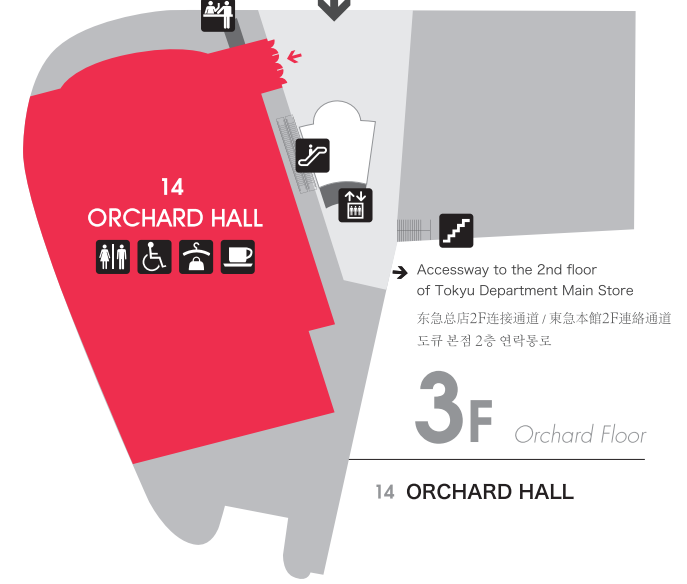 14
ORCHARD HALL
Accessway to the 2nd floor
of Tokyu Department Main Store
东急总店2F连接通道 / 東急本館2F連絡通道
도큐 본점 2층 연락통로
3F Orchard Floor
14 ORCHARD HALL